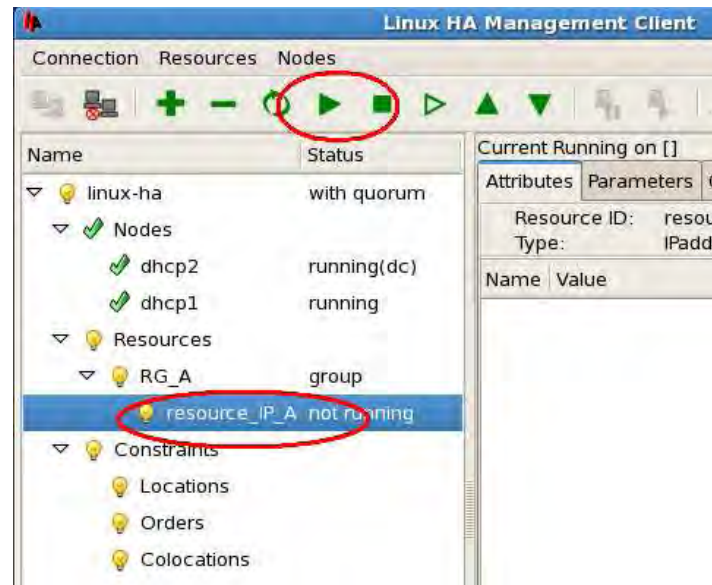 Linux HA Management Client
Connection Resources Nodes
Name Status
linux-ha with quorum
Nodes
dhcp2 running(dc)
dhcp1 running
Resources
RG_A group
resource_IP_A not running
Constraints
Locations
Orders
Colocations
Current Running on []
Attributes Parameters
Resource ID: resou
Type: IPadd
Name Value